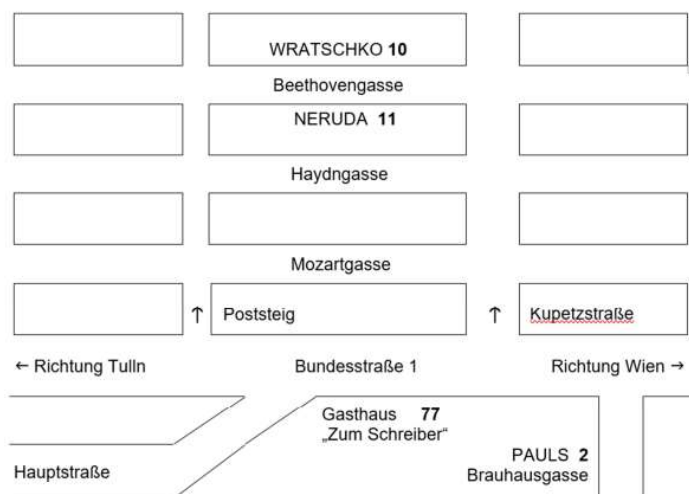 WRATSCHKO 10
Beethovengasse
NERUDA 11
Haydngasse
Mozartgasse
↑ Poststeig ↑ Kupetzstraße
← Richtung Tulln Bundesstraße 1 Richtung Wien →
Gasthaus 77
„Zum Schreiber“
PAULS 2
Hauptstraße Brauhausgasse